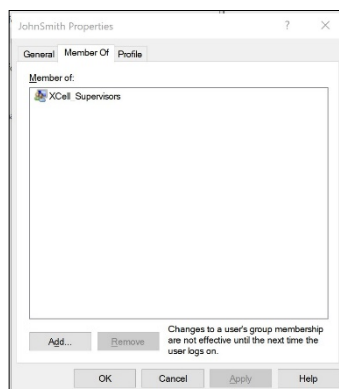 JohnSmith Properties
?
General Member Of Profile
Member of:
XCell Supervisors
Add...
Remove
Changes to a user's group membership
are not effective until the next time the
user logs on.
OK
Cancel
Apply
Help